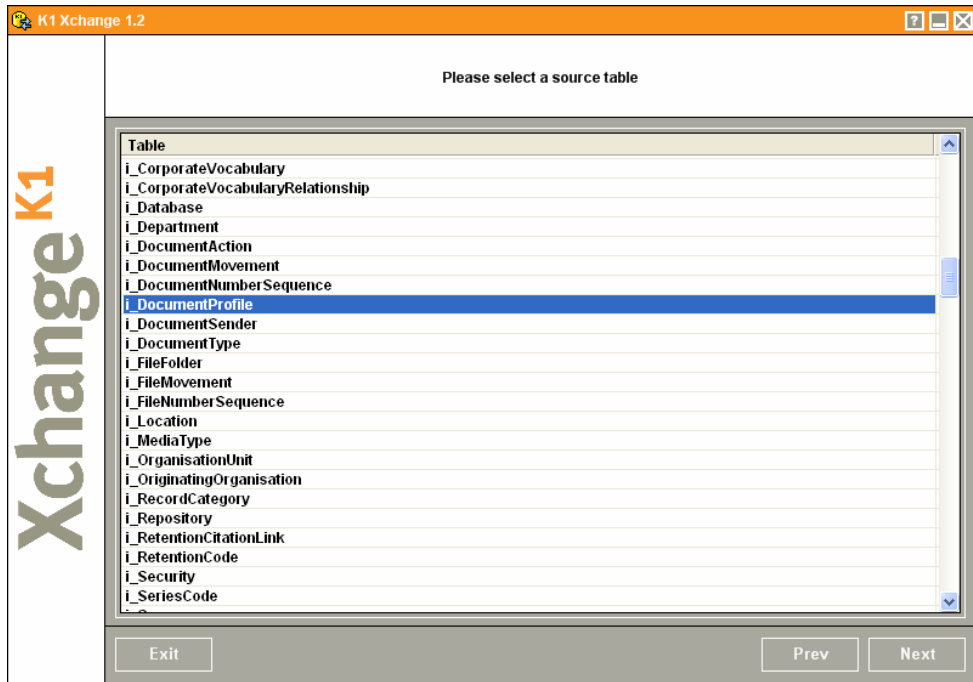 K1 Xchange 1.2
Please select a source table
Xchange K1
Table
i_CorporateVocabulary
i_CorporateVocabularyRelationship
i_Database
i_Department
i_DocumentAction
i_DocumentMovement
i_DocumentNumberSequence
i_DocumentProfile
i_DocumentSender
i_DocumentType
i_FileFolder
i_FileMovement
i_FileNumberSequence
i_Location
i_MediaType
i_OrganisationUnit
i_OriginatingOrganisation
i_RecordCategory
i_Repository
i_RetentionCitationLink
i_RetentionCode
i_Security
i_SeriesCode
Exit
Prev
Next